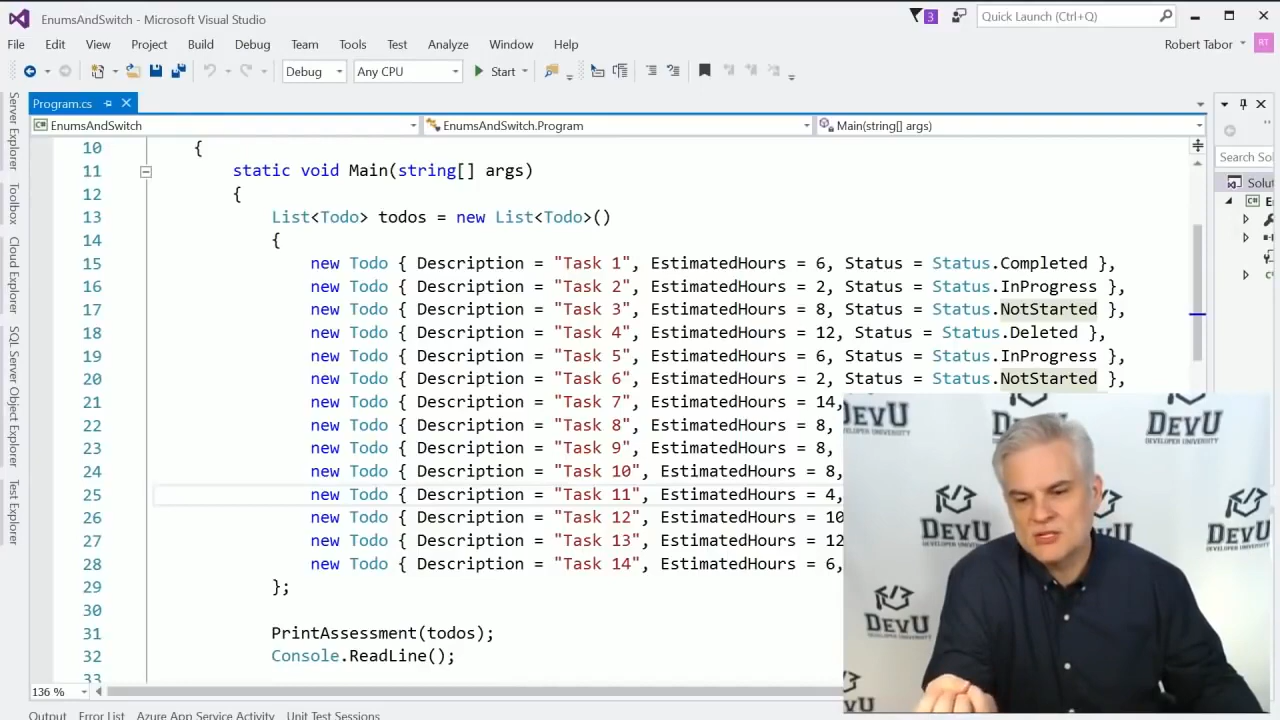 EnumsAndSwitch - Microsoft Visual Studio
3
Quick Launch (Ctrl+Q)
File Edit View Project Build Debug Team Tools Test Analyze Window Help
Robert Tabor
RT
Debug
Any CPU
Start
Program.cs
EnumsAndSwitch
EnumsAndSwitch.Program
Main(string[] args)
Server Explorer
Toolbox
Cloud Explorer
SQL Server Object Explorer
Test Explorer
Search So
Solu
10 {
11 static void Main(string[] args)
12 {
13 List<Todo> todos = new List<Todo>()
14 {
15 new Todo { Description = "Task 1", EstimatedHours = 6, Status = Status.Completed },
16 new Todo { Description = "Task 2", EstimatedHours = 2, Status = Status.InProgress },
17 new Todo { Description = "Task 3", EstimatedHours = 8, Status = Status.NotStarted },
18 new Todo { Description = "Task 4", EstimatedHours = 12, Status = Status.Deleted },
19 new Todo { Description = "Task 5", EstimatedHours = 6, Status = Status.InProgress },
20 new Todo { Description = "Task 6", EstimatedHours = 2, Status = Status.NotStarted },
21 new Todo { Description = "Task 7", EstimatedHours = 14,
22 new Todo { Description = "Task 8", EstimatedHours = 8,
23 new Todo { Description = "Task 9", EstimatedHours = 8,
24 new Todo { Description = "Task 10", EstimatedHours = 8,
25 new Todo { Description = "Task 11", EstimatedHours = 4,
26 new Todo { Description = "Task 12", EstimatedHours = 10
27 new Todo { Description = "Task 13", EstimatedHours = 12
28 new Todo { Description = "Task 14", EstimatedHours = 6,
29 };
30
31 PrintAssessment(todos);
32 Console.ReadLine();
33
136 %
Output Error List Azure App Service Activity Unit Test Sessions
DevU
DEVELOPER UNIVERSITY
DevU
DEVELOPER UNIVERSITY
DevU
DevU
DevU